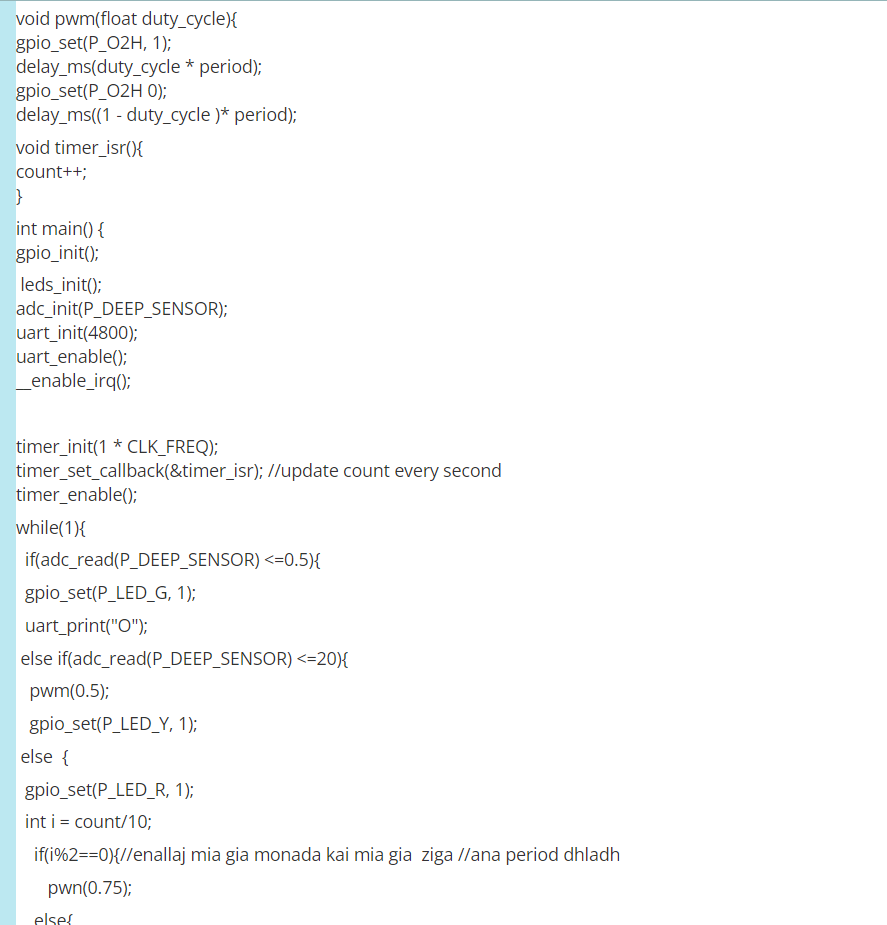 void pwm(float duty_cycle){
gpio_set(P_O2H, 1);
delay_ms(duty_cycle * period);
gpio_set(P_O2H 0);
delay_ms((1 - duty_cycle )* period);
void timer_isr(){
count++;
}
int main() {
gpio_init();
leds_init();
adc_init(P_DEEP_SENSOR);
uart_init(4800);
uart_enable();
__enable_irq();
timer_init(1 * CLK_FREQ);
timer_set_callback(&timer_isr); //update count every second
timer_enable();
while(1){
if(adc_read(P_DEEP_SENSOR) <=0.5){
gpio_set(P_LED_G, 1);
uart_print("O");
else if(adc_read(P_DEEP_SENSOR) <=20){
pwm(0.5);
gpio_set(P_LED_Y, 1);
else  {
gpio_set(P_LED_R, 1);
int i = count/10;
if(i%2==0){//enallaj mia gia monada kai mia gia  ziga //ana period dhladh
pwn(0.75);
else{